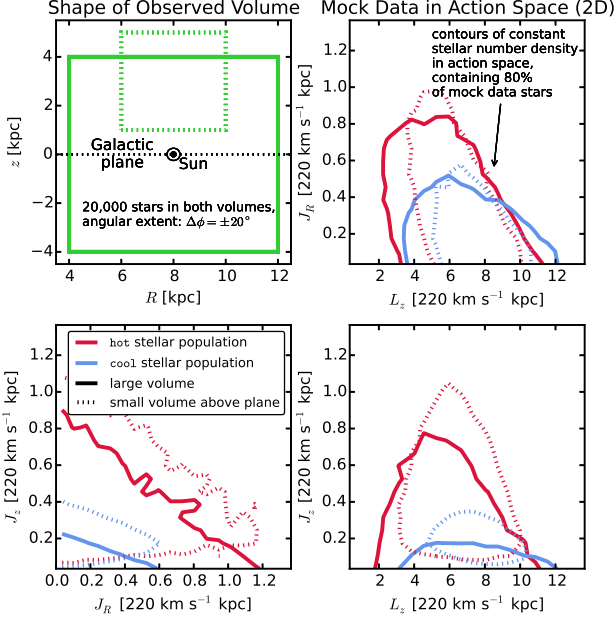 Shape of Observed Volume
Mock Data in Action Space (2D)
4
2
0
−2
−4
z [kpc]
Galactic
plane
Sun
20,000 stars in both volumes,
angular extent: Δϕ = ±20°
4
6
8
10
12
R [kpc]
contours of constant
stellar number density
in action space,
containing 80%
of mock data stars
1.2
1.0
0.8
0.6
0.4
0.2
J_R [220 km s⁻¹ kpc]
2
4
6
8
10
12
L_z [220 km s⁻¹ kpc]
hot stellar population
cool stellar population
large volume
small volume above plane
1.2
1.0
0.8
0.6
0.4
0.2
J_z [220 km s⁻¹ kpc]
0.0
0.2
0.4
0.6
0.8
1.0
1.2
J_R [220 km s⁻¹ kpc]
1.2
1.0
0.8
0.6
0.4
0.2
J_z [220 km s⁻¹ kpc]
2
4
6
8
10
12
L_z [220 km s⁻¹ kpc]